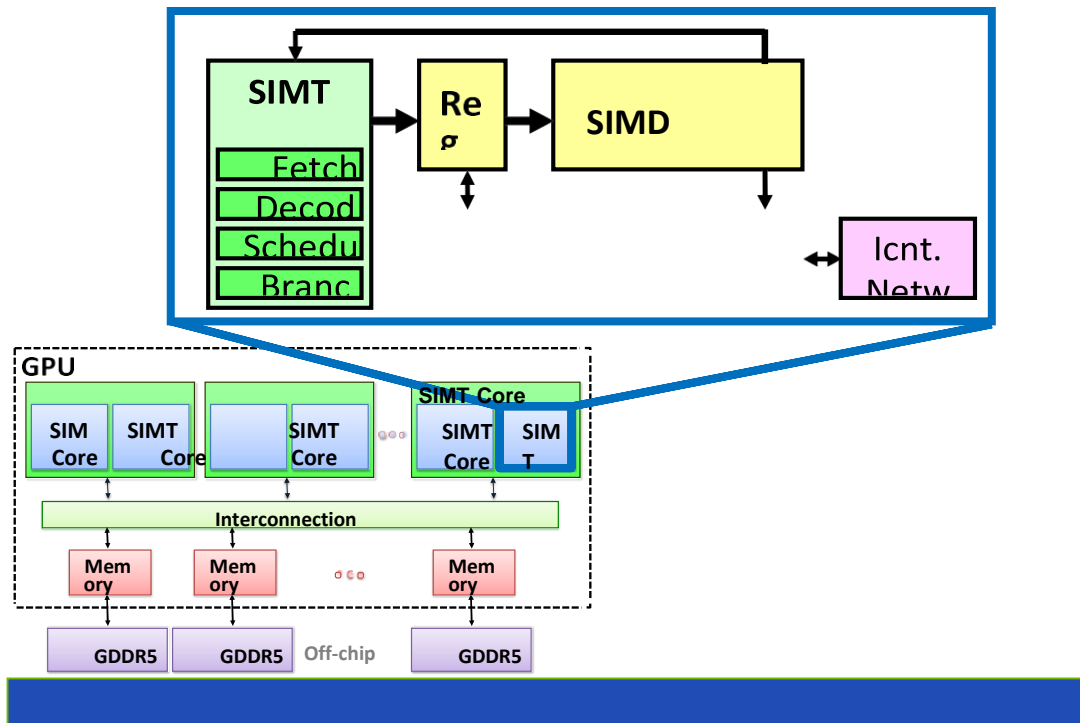 SIMT
Re
g
SIMD
Fetch
Decod
Schedu
Branc
Icnt.
Netw
GPU
SIMT Core
SIM
Core
SIMT
Core
SIMT
Core
SIMT
Core
SIM
T
Interconnection
Mem
ory
Mem
ory
Mem
ory
GDDR5
GDDR5
Off-chip
GDDR5